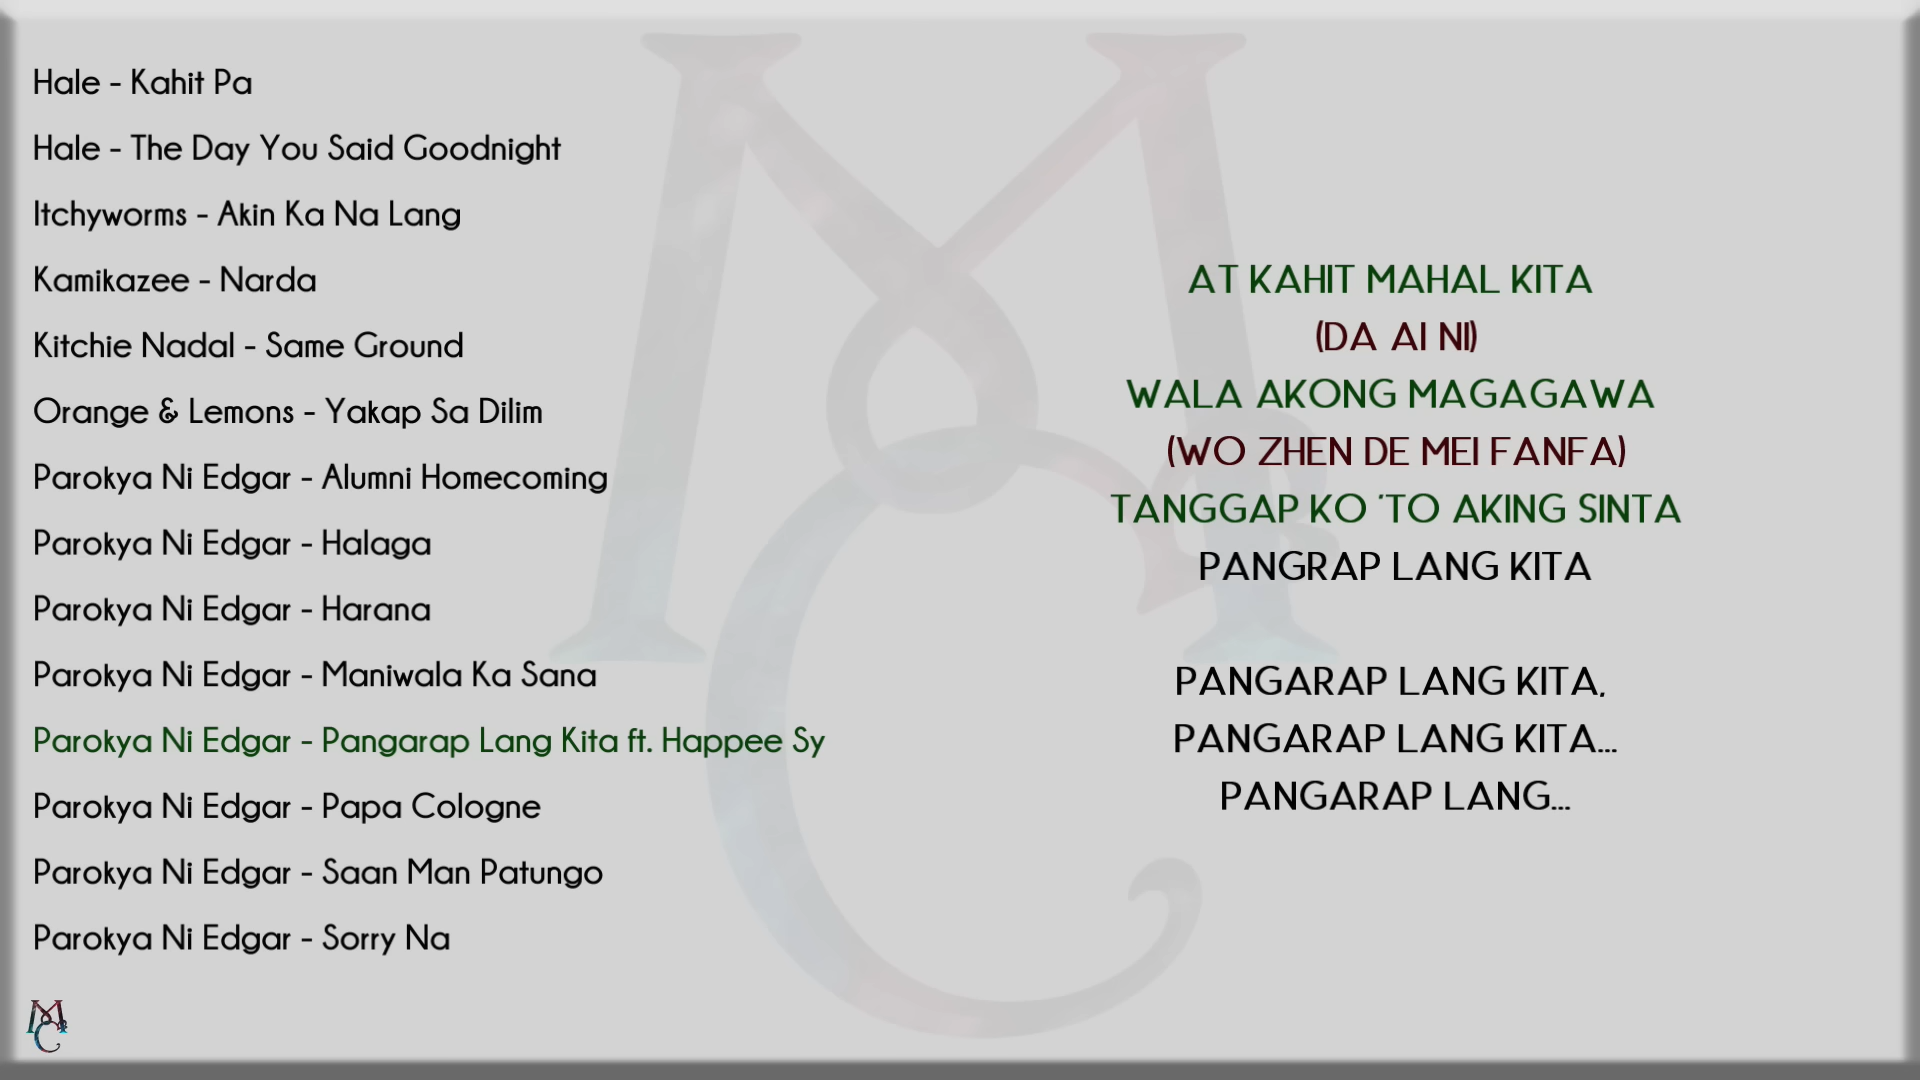 Hale - Kahit Pa
Hale - The Day You Said Goodnight
Itchyworms - Akin Ka Na Lang
Kamikazee - Narda
Kitchie Nadal - Same Ground
Orange & Lemons - Yakap Sa Dilim
Parokya Ni Edgar - Alumni Homecoming
Parokya Ni Edgar - Halaga
Parokya Ni Edgar - Harana
Parokya Ni Edgar - Maniwala Ka Sana
Parokya Ni Edgar - Pangarap Lang Kita ft. Happee Sy
Parokya Ni Edgar - Papa Cologne
Parokya Ni Edgar - Saan Man Patungo
Parokya Ni Edgar - Sorry Na
AT KAHIT MAHAL KITA
(DA AI NI)
WALA AKONG MAGAGAWA
(WO ZHEN DE MEI FANFA)
TANGGAP KO 'TO AKING SINTA
PANGRAP LANG KITA
PANGARAP LANG KITA,
PANGARAP LANG KITA...
PANGARAP LANG...